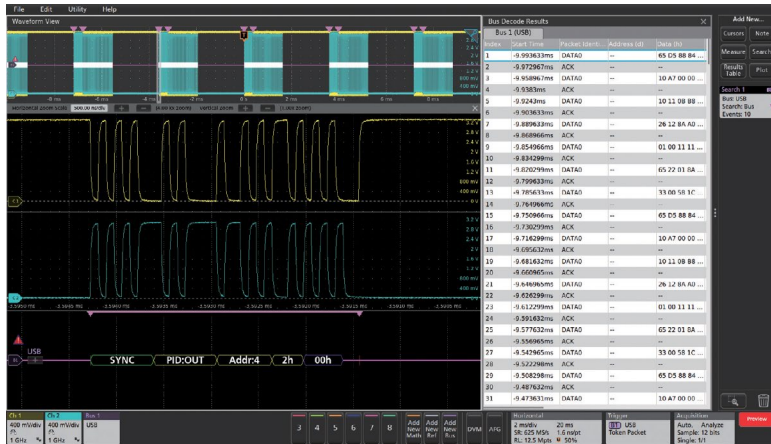 File Edit Utility Help
Waveform View
Bus Decode Results
Add New...
Bus 1 (USB)
Cursors Note
Index Start Time Packet Identi... Address (d) Data (h)
1 -9.993633ms DATA0 -- 65 D5 88 84 ...
2 -9.972967ms ACK -- --
3 -9.958967ms DATA0 -- 10 A7 00 00 ...
4 -9.9383ms ACK -- --
5 -9.9243ms DATA0 -- 10 11 0B B8 ...
6 -9.903633ms ACK -- --
7 -9.889633ms DATA0 -- 26 12 8A A0 ...
8 -9.868966ms ACK -- --
9 -9.854966ms DATA0 -- 01 00 11 11 ...
10 -9.834299ms ACK -- --
11 -9.820299ms DATA0 -- 65 22 01 8A ...
12 -9.799633ms ACK -- --
13 -9.785633ms DATA0 -- 33 00 5B 1C ...
14 -9.764966ms ACK -- --
15 -9.750966ms DATA0 -- 65 D5 88 84 ...
16 -9.730299ms ACK -- --
17 -9.716299ms DATA0 -- 10 A7 00 00 ...
18 -9.695632ms ACK -- --
19 -9.681632ms DATA0 -- 10 11 0B B8 ...
20 -9.660965ms ACK -- --
21 -9.646965ms DATA0 -- 26 12 8A A0 ...
22 -9.626299ms ACK -- --
23 -9.612299ms DATA0 -- 01 00 11 11 ...
24 -9.591632ms ACK -- --
25 -9.577632ms DATA0 -- 65 22 01 8A ...
26 -9.556965ms ACK -- --
27 -9.542965ms DATA0 -- 33 00 5B 1C ...
28 -9.522298ms ACK -- --
29 -9.508298ms DATA0 -- 65 D5 88 84 ...
30 -9.487632ms ACK -- --
31 -9.473631ms DATA0 -- 10 A7 00 00 ...
Measure Search
Results Table Plot
Search 1
Bus: USB
Search: Bus
Events: 10
Horizontal Zoom Scale 500.00 ns/div
Vertical Zoom
USB
SYNC PID:OUT Addr:4 2h 00h
Ch 1
400 mV/div
1 GHz
Ch 2
400 mV/div
1 GHz
Bus 1
USB
3 4 5 6 7 8
Add New Math
Add New Ref
Add New Bus
DVM AFG
Horizontal
2 ms/div 20 ms
SR: 625 MS/s 1.6 ns/pt
RL: 12.5 Mpts 50%
Trigger
USB
Token Packet
Acquisition
Auto, Analyze
Sample: 12 bits
Single: 1/1
Preview